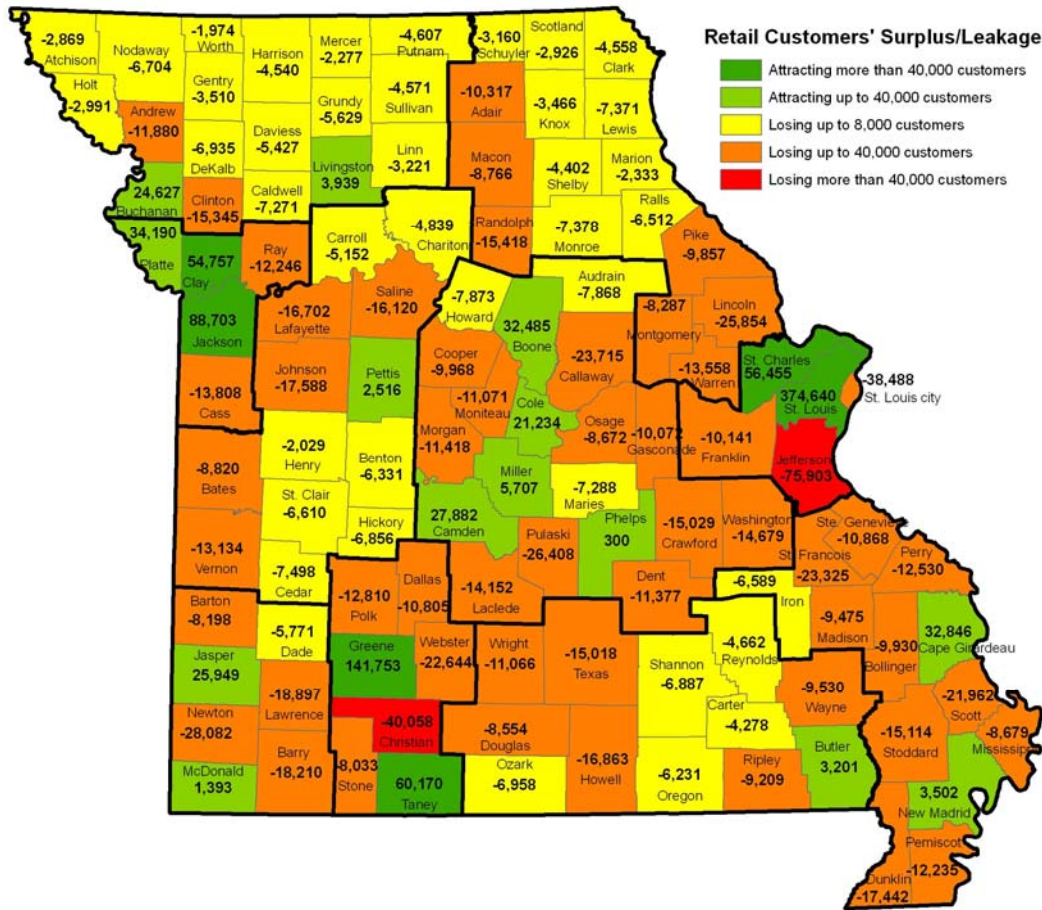 Retail Customers' Surplus/Leakage
Attracting more than 40,000 customers
Attracting up to 40,000 customers
Losing up to 8,000 customers
Losing up to 40,000 customers
Losing more than 40,000 customers
-2,869
Atchison
Nodaway
-6,704
-1,974
Worth
Harrison
-4,540
Mercer
-2,277
-4,607
Putnam
-3,160
Schuyler
Scotland
-2,926
-4,558
Clark
Holt
-2,991
Andrew
-11,880
Gentry
-3,510
Grundy
-5,629
-4,571
Sullivan
-10,317
Adair
-3,466
Knox
-7,371
Lewis
-6,935
DeKalb
Daviess
-5,427
Livingston
3,939
Linn
-3,221
Macon
-8,766
-4,402
Shelby
Marion
-2,333
24,627
Buchanan
Clinton
-15,345
Caldwell
-7,271
Carroll
-5,152
-4,839
Chariton
Randolph
-15,418
-7,378
Monroe
Ralls
-6,512
34,190
Platte
54,757
Clay
Ray
-12,246
Saline
-16,120
-7,873
Howard
Audrain
-7,868
Pike
-9,857
88,703
Jackson
-16,702
Lafayette
32,485
Boone
-23,715
Callaway
-8,287
Montgomery
Lincoln
-25,854
-13,558
Warren
St. Charles
56,455
374,640
St. Louis
-38,488
St. Louis city
-13,808
Cass
Johnson
-17,588
Pettis
2,516
Cooper
-9,968
-11,071
Moniteau
Cole
21,234
Osage
-8,672
-10,072
Gasconade
-10,141
Franklin
Jefferson
-75,903
-8,820
Bates
-2,029
Henry
Benton
-6,331
Morgan
-11,418
Miller
5,707
-7,288
Maries
St. Clair
-6,610
Hickory
-6,856
27,882
Camden
Pulaski
-26,408
Phelps
300
-15,029
Crawford
Washington
-14,679
Ste. Genevieve
-10,868
St. Francois
-23,325
Perry
-12,530
-13,134
Vernon
-7,498
Cedar
-12,810
Polk
Dallas
-10,805
-14,152
Laclede
Dent
-11,377
-6,589
Iron
-9,475
Madison
-9,930
Bollinger
32,846
Cape Girardeau
Barton
-8,198
-5,771
Dade
Greene
141,753
Webster
-22,644
Wright
-11,066
-15,018
Texas
Shannon
-6,887
-4,662
Reynolds
-9,530
Wayne
-21,962
Scott
-8,679
Mississippi
Jasper
25,949
-18,897
Lawrence
-40,058
Christian
-8,554
Douglas
-16,863
Howell
Carter
-4,278
Butler
3,201
-15,114
Stoddard
Newton
-28,082
Barry
-18,210
-8,033
Stone
60,170
Taney
Ozark
-6,958
-6,231
Oregon
Ripley
-9,209
3,502
New Madrid
McDonald
1,393
Pemiscot
-12,235
Dunklin
-17,442